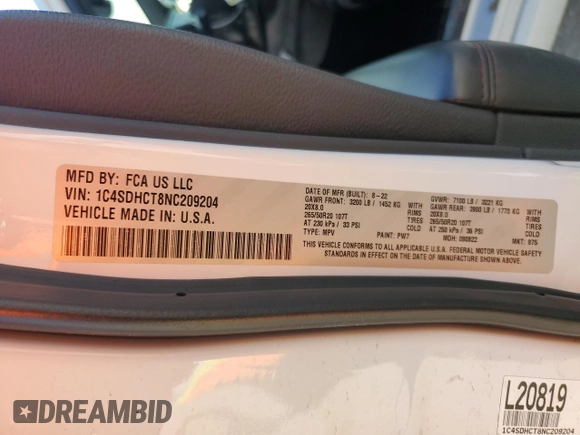 MFD BY: FCA US LLC
VIN: 1C4SDHCT8NC209204
VEHICLE MADE IN: U.S.A.
DATE OF MFR (BUILT): 8-22 GVWR: 7100 LB / 3221 KG
GAWR FRONT: 3200 LB / 1452 KG WITH GAWR REAR: 3900 LB / 1770 KG WITH
20X8.0 RIMS 20X8.0 RIMS
265/50R20 107T TIRES 265/50R20 107T TIRES
AT 230 kPa / 33 PSI COLD AT 250 kPa / 36 PSI COLD
TYPE: MPV PAINT: PW7 MDH: 080822 MKT: 975
THIS VEHICLE CONFORMS TO ALL APPLICABLE U.S.A. FEDERAL MOTOR VEHICLE SAFETY
STANDARDS IN EFFECT ON THE DATE OF MANUFACTURE SHOWN ABOVE.
L20819
1C4SDHCT8NC209204
DREAMBID